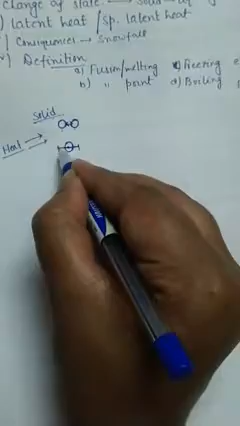 Change of state
) latent heat / sp. latent heat
Consequences → Snowfall
Definition
a) Fusion/melting c) Freezing
b) " point d) Boiling
Solid
Heat